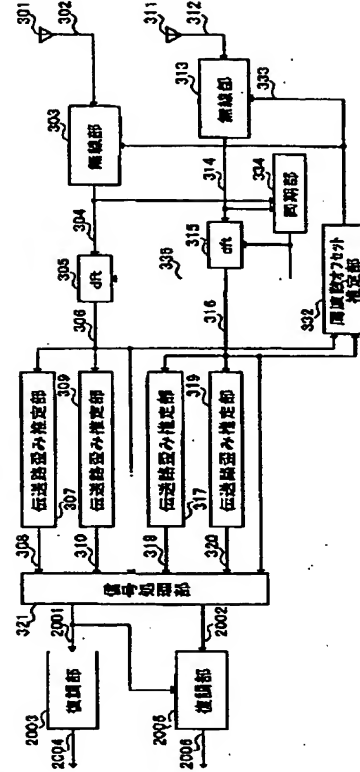 301
302
303
無線部
304
305
dft
306
309
伝送路歪み推定部
307
伝送路歪み推定部
308
310
311
312
313
無線部
333
314
334
同期部
315
dft
335
316
332
周波数オフセット
推定部
319
伝送路歪み推定部
317
伝送路歪み推定部
318
320
321
信号処理部
2001
2002
2003
復調部
2004
2005
復調部
2006